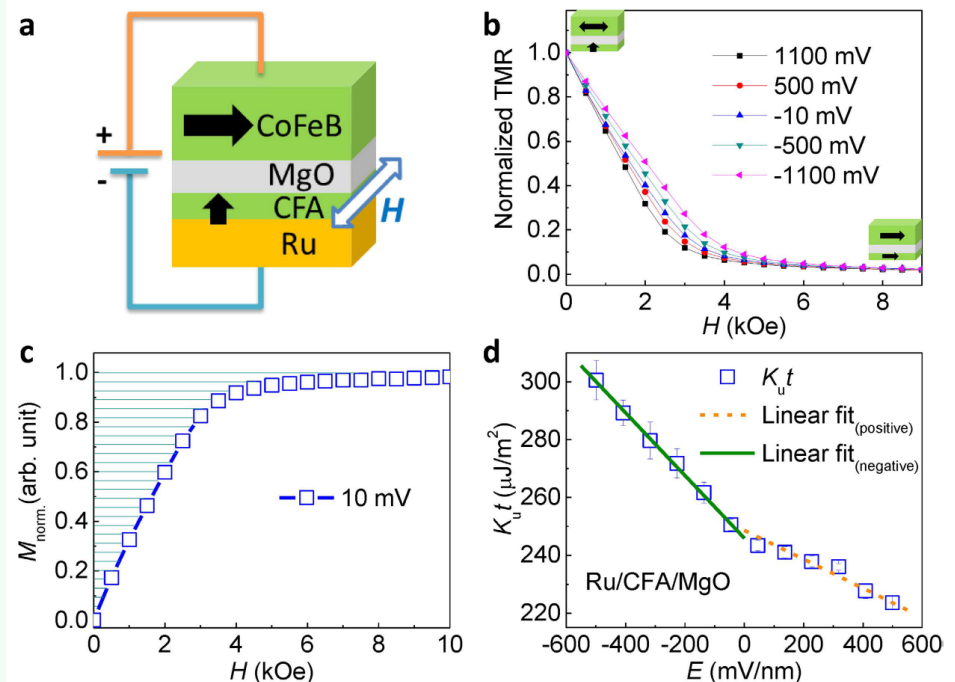 a
+
-
CoFeB
MgO
CFA
Ru
H
b
Normalized TMR
1.0
0.8
0.6
0.4
0.2
0.0
1100 mV
500 mV
-10 mV
-500 mV
-1100 mV
0 2 4 6 8
H (kOe)
c
M norm. (arb. unit)
1.0
0.8
0.6
0.4
0.2
0.0
10 mV
0 2 4 6 8 10
H (kOe)
d
Kut (μJ/m²)
300
280
260
240
220
Kut
Linear fit(positive)
Linear fit(negative)
Ru/CFA/MgO
-600 -400 -200 0 200 400 600
E (mV/nm)